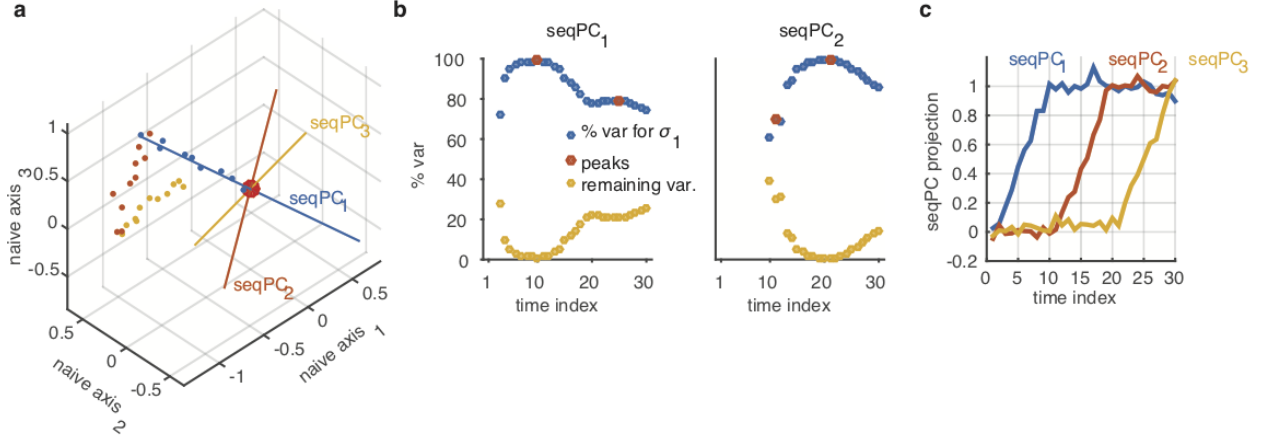 a
1
0.5
0
-0.5
naive axis 3
0.5
0
-0.5
naive axis 2
-1
-0.5
0
0.5
naive axis 1
seqPC3
seqPC1
seqPC2
b
seqPC1
100
80
60
40
20
0
% var
1
10
20
30
time index
% var for σ1
peaks
remaining var.
seqPC2
1
10
20
30
time index
c
seqPC1
seqPC2
seqPC3
1
0.8
0.6
0.4
0.2
0
-0.2
seqPC projection
0
5
10
15
20
25
30
time index